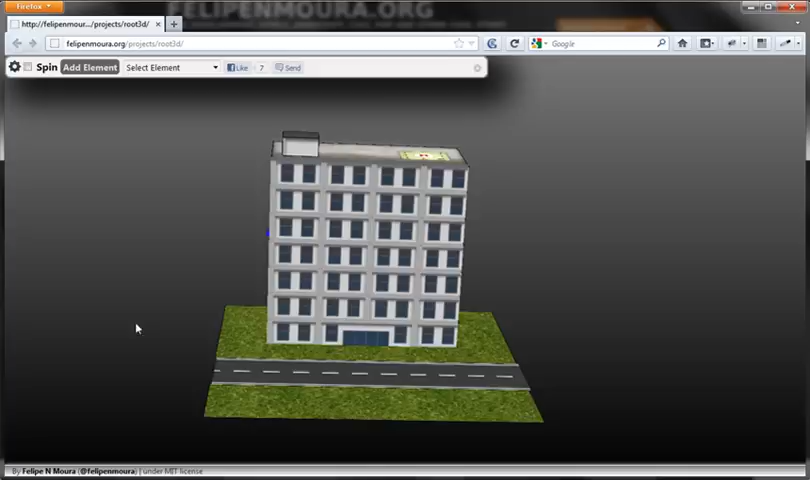 Firefox
FELIPENMOURA.ORG
http://felipenmour.../projects/root3d/
felipenmoura.org/projects/root3d/
Google
Spin Add Element Select Element Like 7 Send
By Felipe N Moura (@felipenmoura) | under MIT license